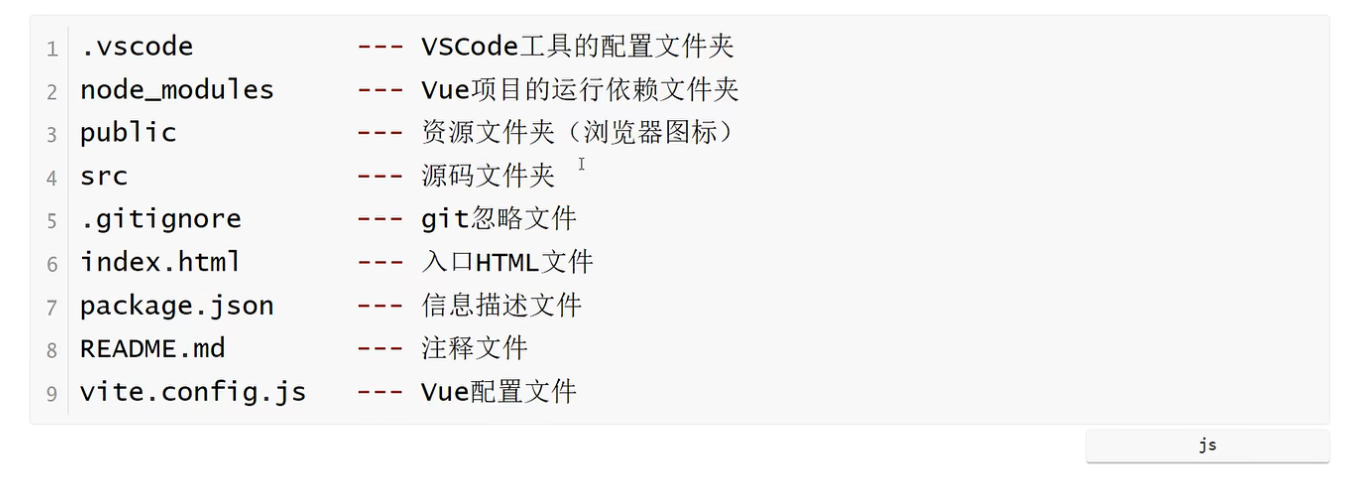 1 .vscode --- VSCode工具的配置文件夹
2 node_modules --- Vue项目的运行依赖文件夹
3 public --- 资源文件夹（浏览器图标）
4 src --- 源码文件夹
5 .gitignore --- git忽略文件
6 index.html --- 入口HTML文件
7 package.json --- 信息描述文件
8 README.md --- 注释文件
9 vite.config.js --- Vue配置文件
js